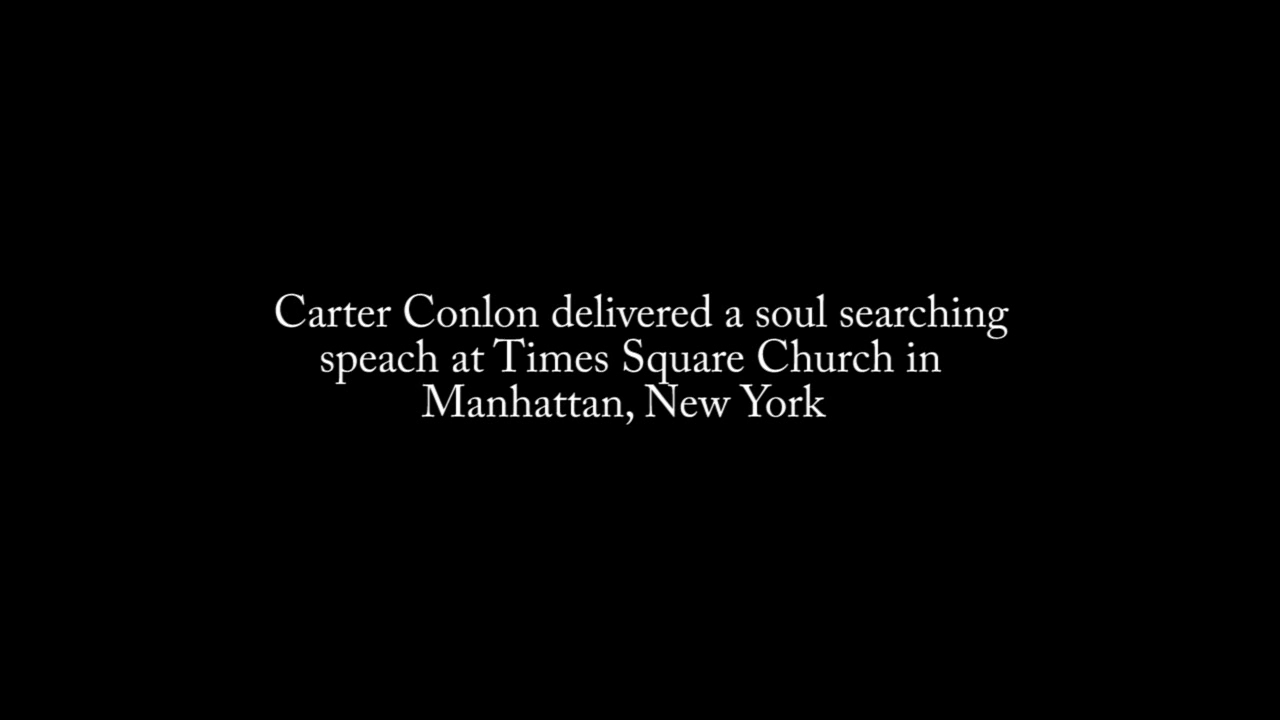 Carter Conlon delivered a soul searching
speach at Times Square Church in
Manhattan, New York